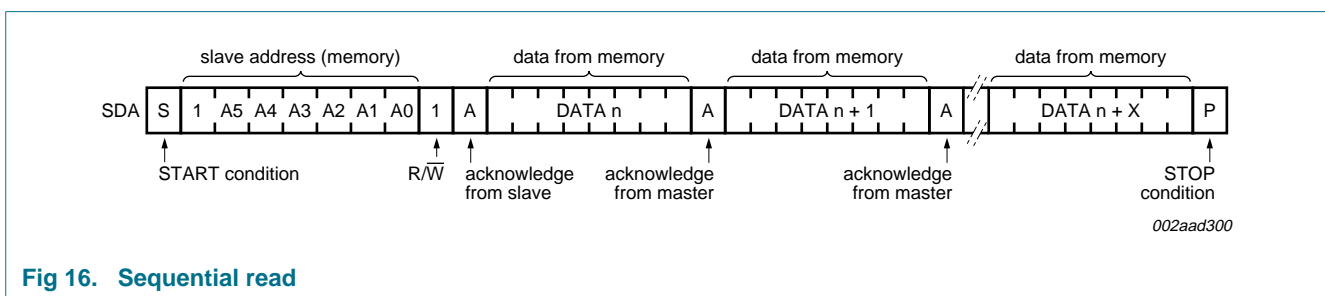 slave address (memory) data from memory data from memory data from memory
SDA S 1 A5 A4 A3 A2 A1 A0 1 A DATA n A DATA n + 1 A DATA n + X P
START condition R/W̅ acknowledge from slave acknowledge from master acknowledge from master STOP condition
002aad300
Fig 16. Sequential read